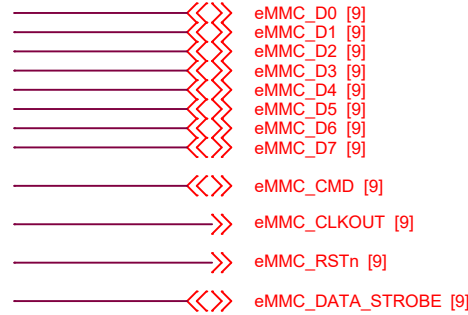 eMMC_D0 [9]
eMMC_D1 [9]
eMMC_D2 [9]
eMMC_D3 [9]
eMMC_D4 [9]
eMMC_D5 [9]
eMMC_D6 [9]
eMMC_D7 [9]
eMMC_CMD [9]
eMMC_CLKOUT [9]
eMMC_RSTn [9]
eMMC_DATA_STROBE [9]